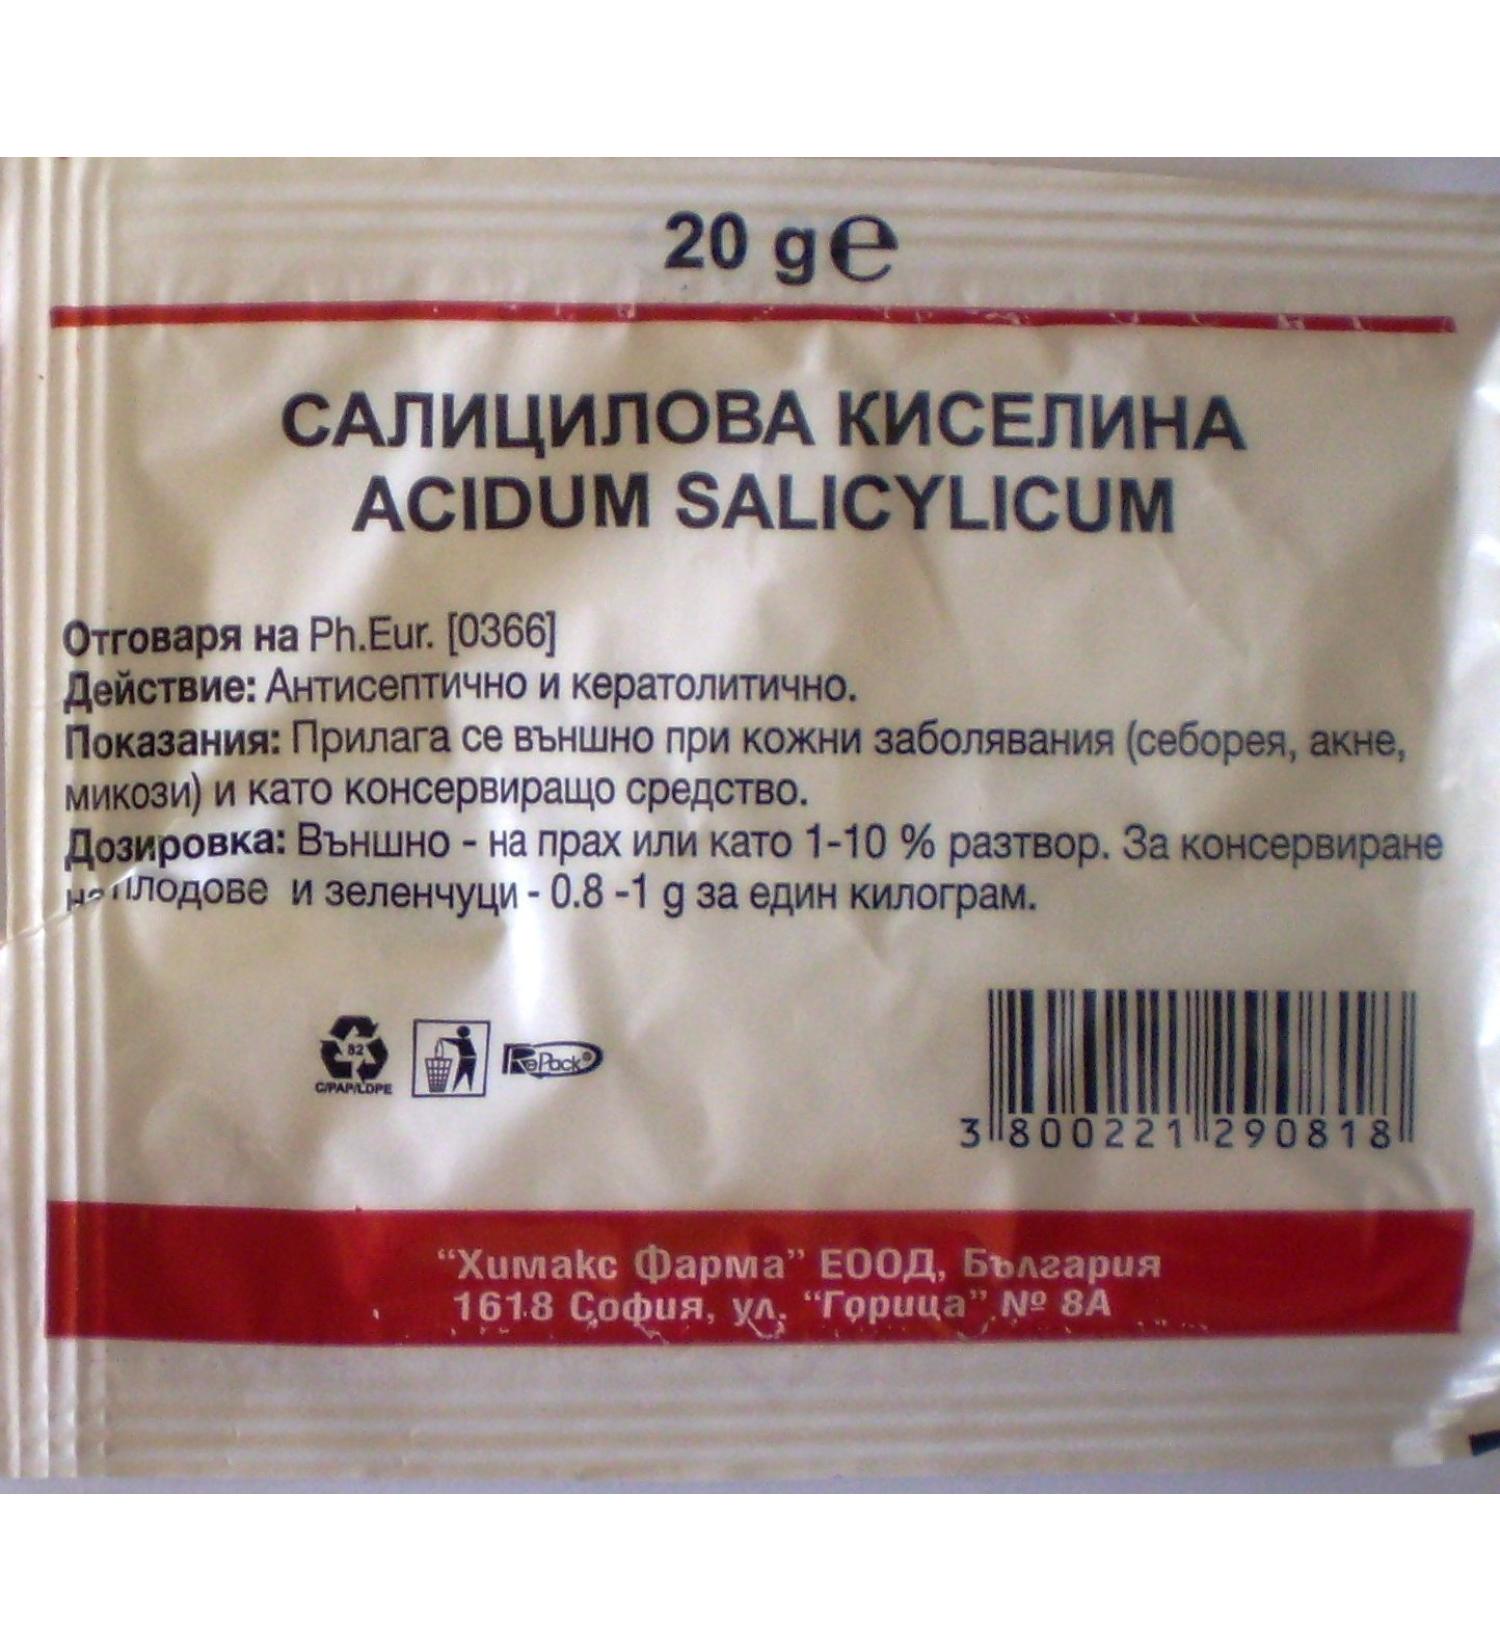 20 g e
САЛИЦИЛОВА КИСЕЛИНА
ACIDUM SALICYLICUM
Отговаря на Ph.Eur. [0366]
Действие: Антисептично и кератолитично.
Показания: Прилага се външно при кожни заболявания (себорея, акне,
микози) и като консервиращо средство.
Дозировка: Външно - на прах или като 1-10 % разтвор. За консервиране
на плодове и зеленчуци - 0.8 -1 g за един килограм.
82
C/PAP/LDPE
RePack®
3 800221 290818
“Химакс Фарма” ЕООД, България
1618 София, ул. “Горица” № 8А